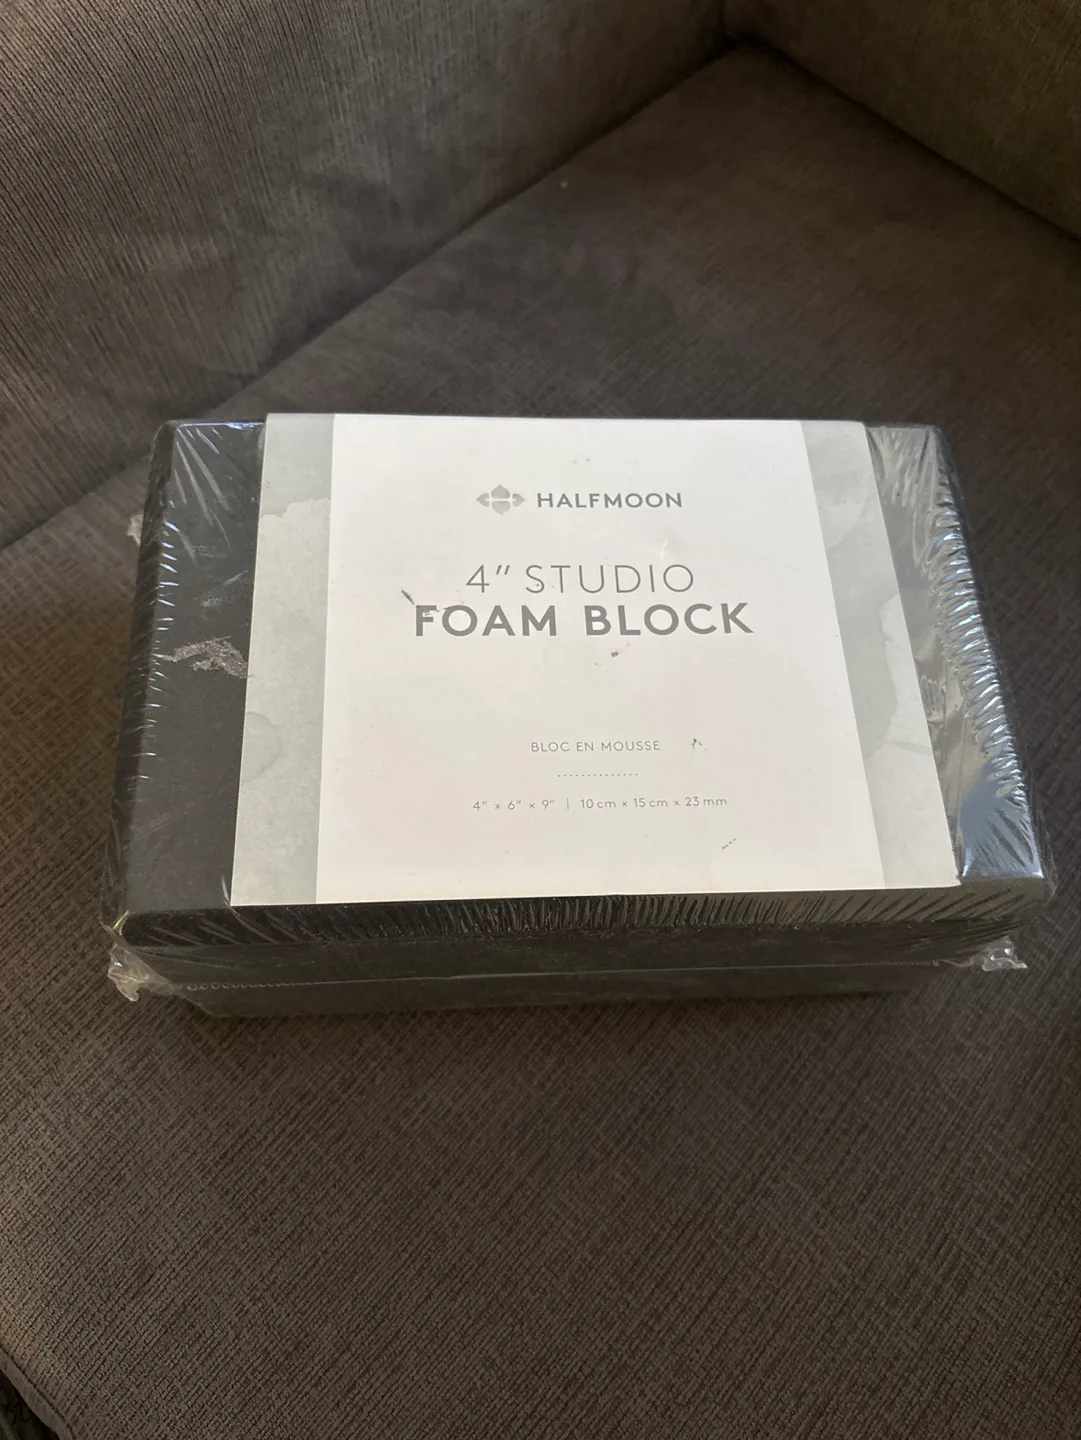 HALFMOON
4" STUDIO
FOAM BLOCK
BLOC EN MOUSSE
4" × 6" × 9" | 10 cm × 15 cm × 23 mm